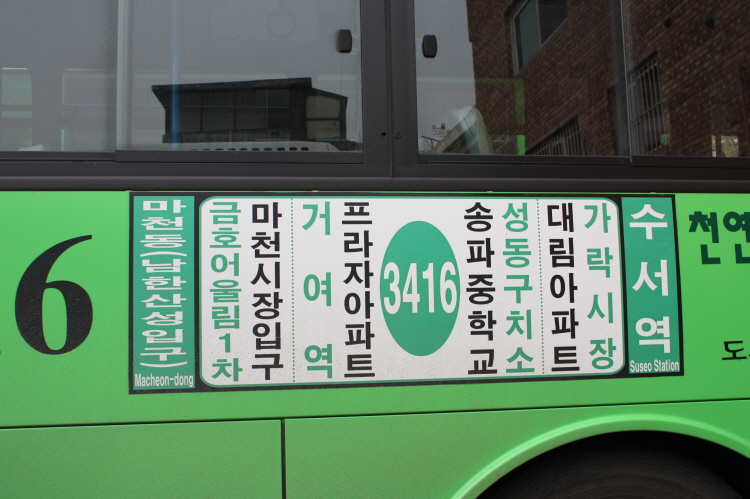 6
마천동(남한산성입구)
Macheon-dong
금호어울림1차
마천시장입구
거여역
프라자아파트
3416
송파중학교
성동구치소
대림아파트
가락시장
수서역
Suseo Station
천연
도